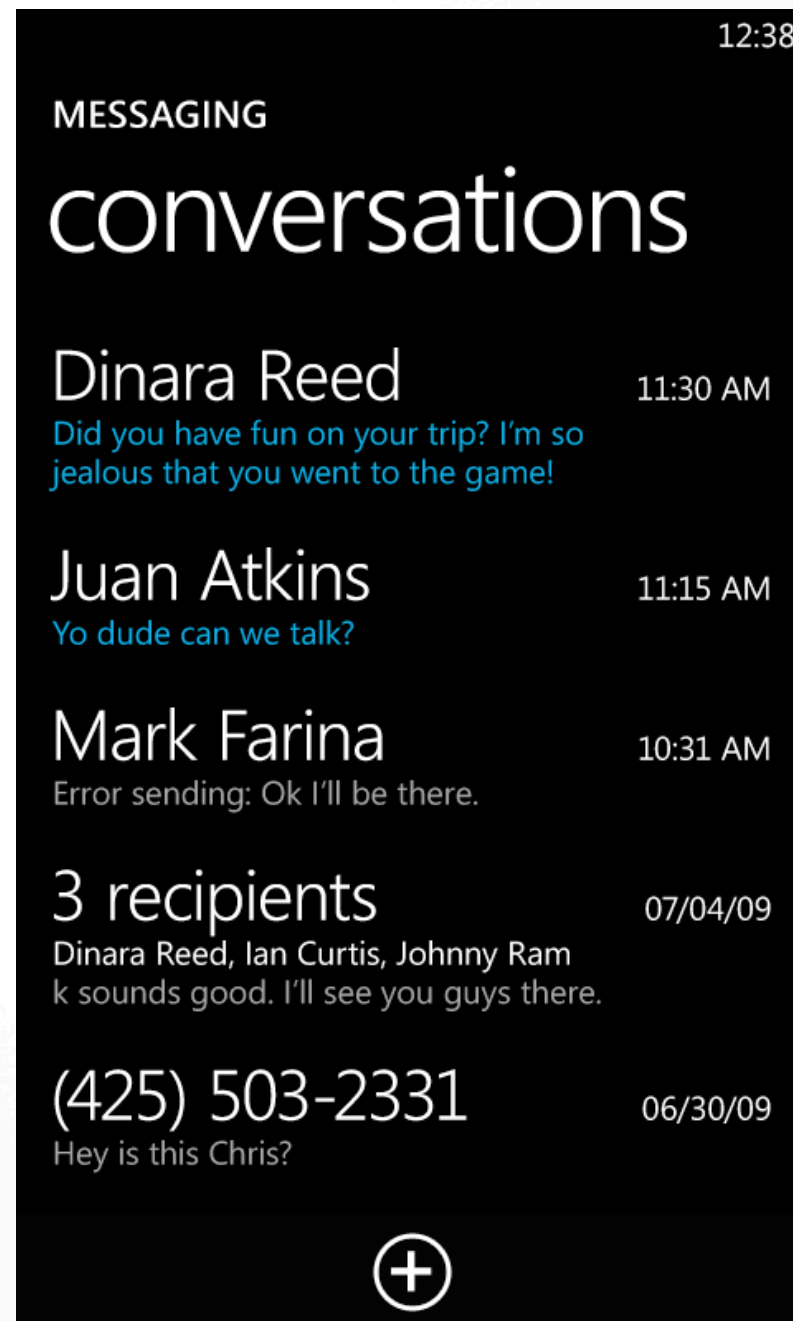 12:38
MESSAGING
conversations
Dinara Reed 11:30 AM
Did you have fun on your trip? I'm so
jealous that you went to the game!
Juan Atkins 11:15 AM
Yo dude can we talk?
Mark Farina 10:31 AM
Error sending: Ok I'll be there.
3 recipients 07/04/09
Dinara Reed, Ian Curtis, Johnny Ram
k sounds good. I'll see you guys there.
(425) 503-2331 06/30/09
Hey is this Chris?